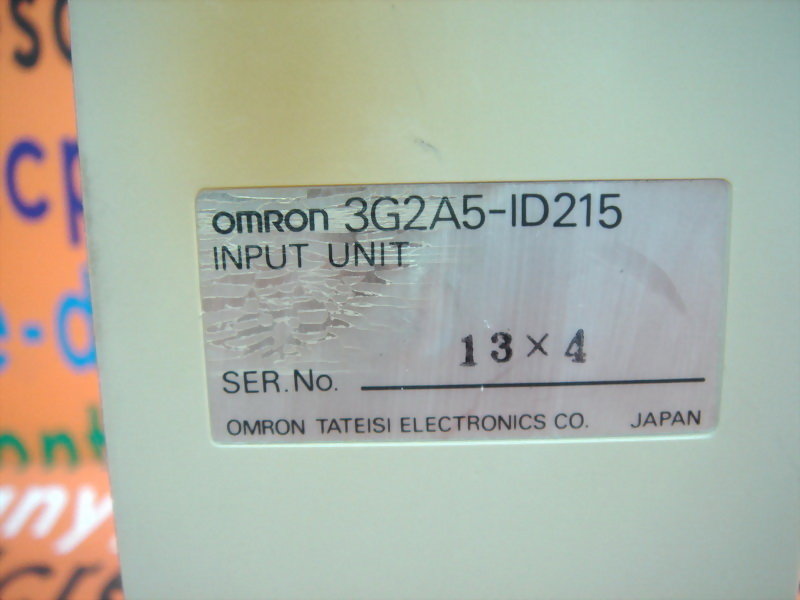 omron 3G2A5-ID215
INPUT UNIT
13×4
SER.No.
OMRON TATEISI ELECTRONICS CO. JAPAN